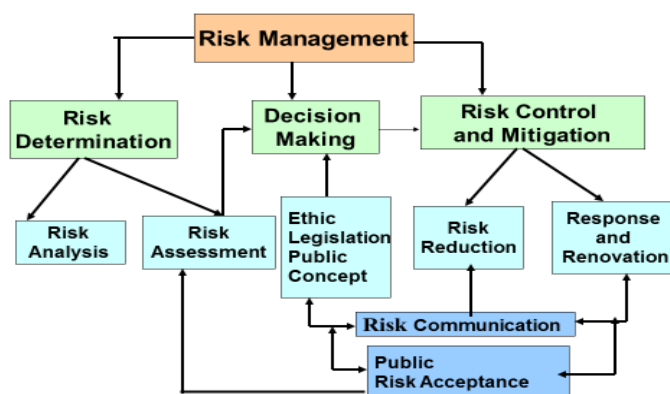 Risk Management
Risk
Determination
Decision
Making
Risk Control
and Mitigation
Risk
Analysis
Risk
Assessment
Ethic
Legislation
Public
Concept
Risk
Reduction
Response
and
Renovation
Risk Communication
Public
Risk Acceptance